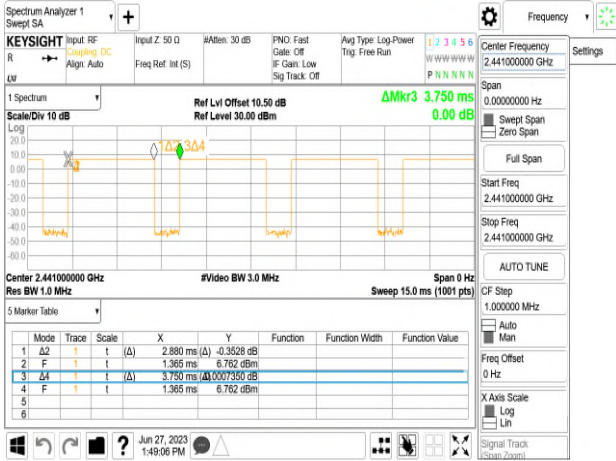 Spectrum Analyzer 1
Swept SA
Frequency
KEYSIGHT Input: RF Input Z: 50 Ω #Atten: 30 dB PNO: Fast Avg Type: Log-Power 1 2 3 4 5 6
R Coupling: DC Gate: Off Trig: Free Run W W W W W W
Align: Auto Freq Ref: Int (S) IF Gain: Low
Sig Track: Off P N N N N N
LXI
1 Spectrum Ref Lvl Offset 10.50 dB ΔMkr3 3.750 ms
Scale/Div 10 dB Ref Level 30.00 dBm 0.00 dB
Log
20.0
10.0
0.00
-10.0
-20.0
-30.0
-40.0
-50.0
-60.0
1Δ2 3Δ4
Center 2.441000000 GHz #Video BW 3.0 MHz Span 0 Hz
Res BW 1.0 MHz Sweep 15.0 ms (1001 pts)
5 Marker Table
Mode Trace Scale X Y Function Function Width Function Value
1 Δ2 1 t (Δ) 2.880 ms (Δ) -0.3528 dB
2 F 1 t 1.365 ms 6.762 dBm
3 Δ4 1 t (Δ) 3.750 ms (Δ) 0.0007350 dB
4 F 1 t 1.365 ms 6.762 dBm
5
6
Jun 27, 2023
1:49:06 PM
Center Frequency
2.441000000 GHz
Settings
Span
0.00000000 Hz
Swept Span
Zero Span
Full Span
Start Freq
2.441000000 GHz
Stop Freq
2.441000000 GHz
AUTO TUNE
CF Step
1.000000 MHz
Auto
Man
Freq Offset
0 Hz
X Axis Scale
Log
Lin
Signal Track
(Span Zoom)